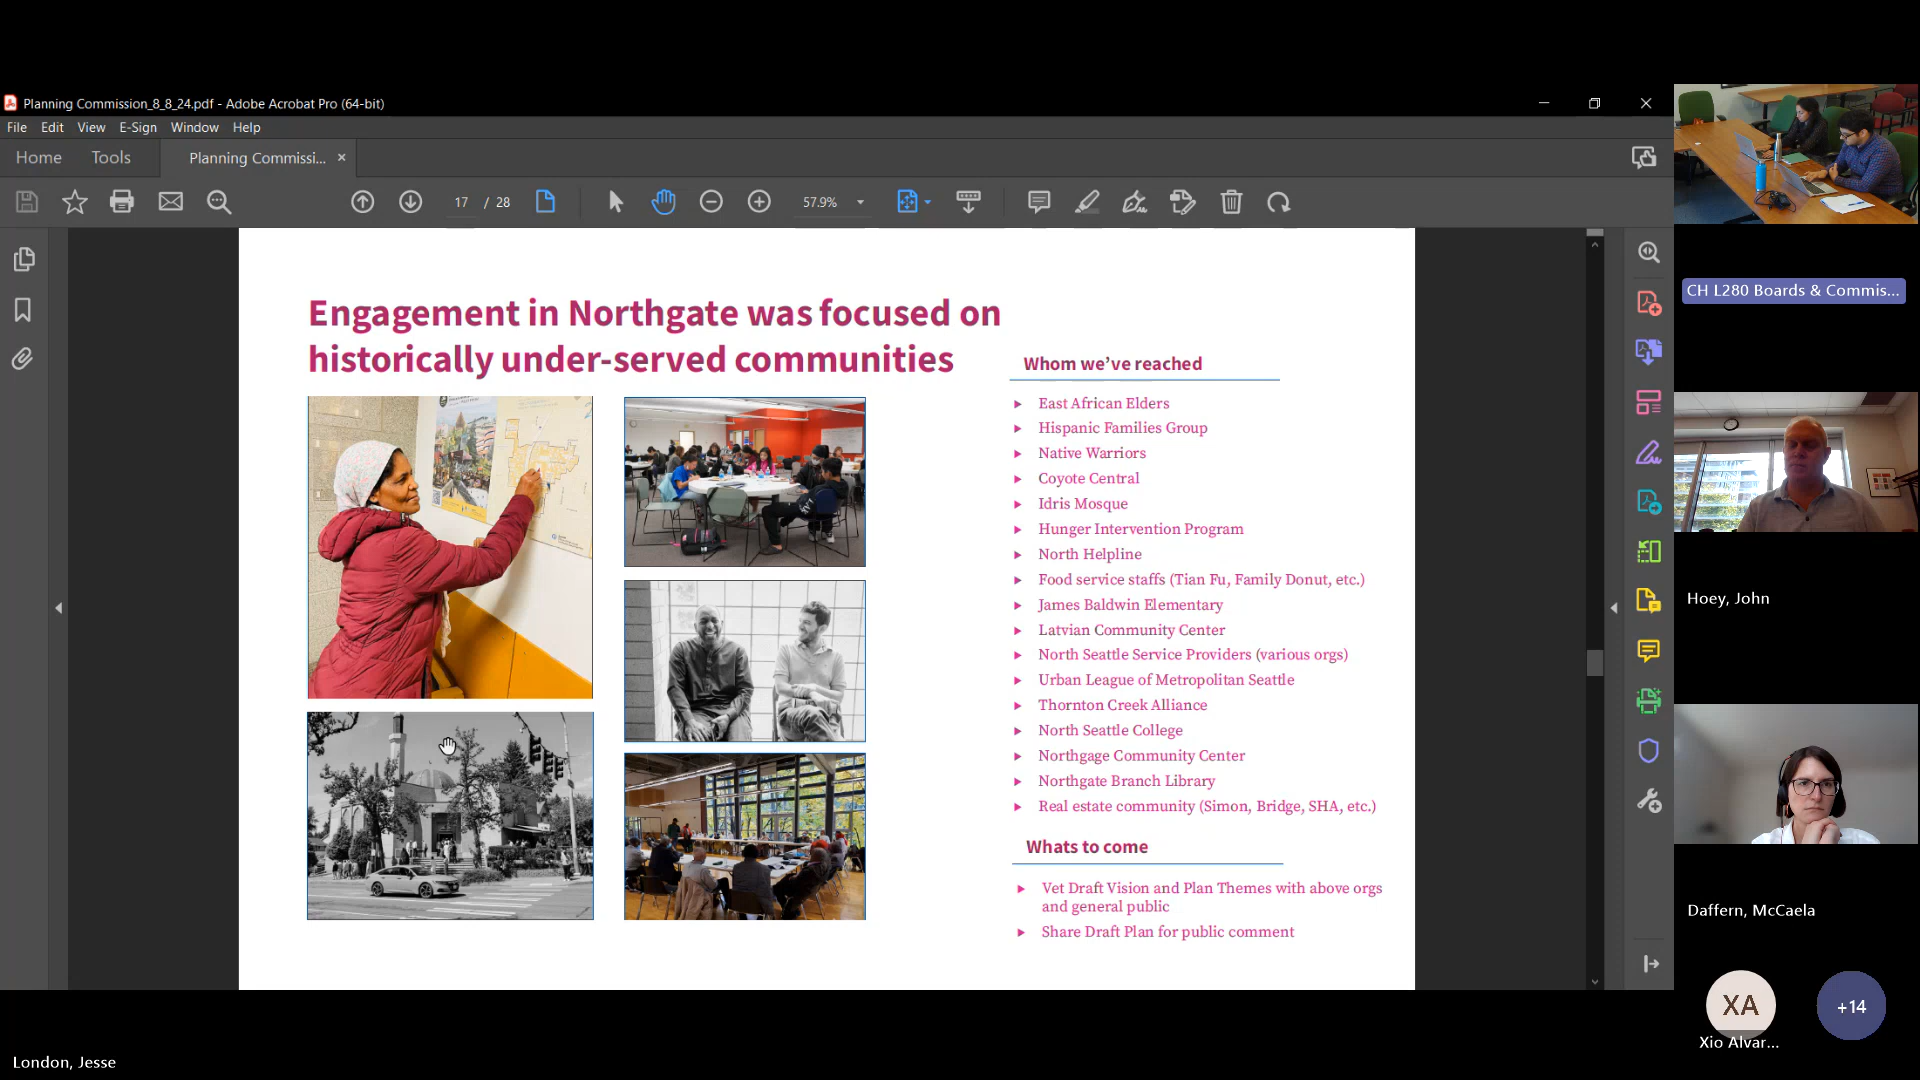 Planning Commission_8_8_24.pdf - Adobe Acrobat Pro (64-bit)
File Edit View E-Sign Window Help
Home Tools Planning Commissi... ×
17 / 28 57.9%
Engagement in Northgate was focused on
historically under-served communities
Whom we’ve reached
East African Elders
Hispanic Families Group
Native Warriors
Coyote Central
Idris Mosque
Hunger Intervention Program
North Helpline
Food service staffs (Tian Fu, Family Donut, etc.)
James Baldwin Elementary
Latvian Community Center
North Seattle Service Providers (various orgs)
Urban League of Metropolitan Seattle
Thornton Creek Alliance
North Seattle College
Northgage Community Center
Northgate Branch Library
Real estate community (Simon, Bridge, SHA, etc.)
Whats to come
Vet Draft Vision and Plan Themes with above orgs
and general public
Share Draft Plan for public comment
CH L280 Boards & Commis...
Hoey, John
Daffern, McCaela
XA
+14
Xio Alvar...
London, Jesse